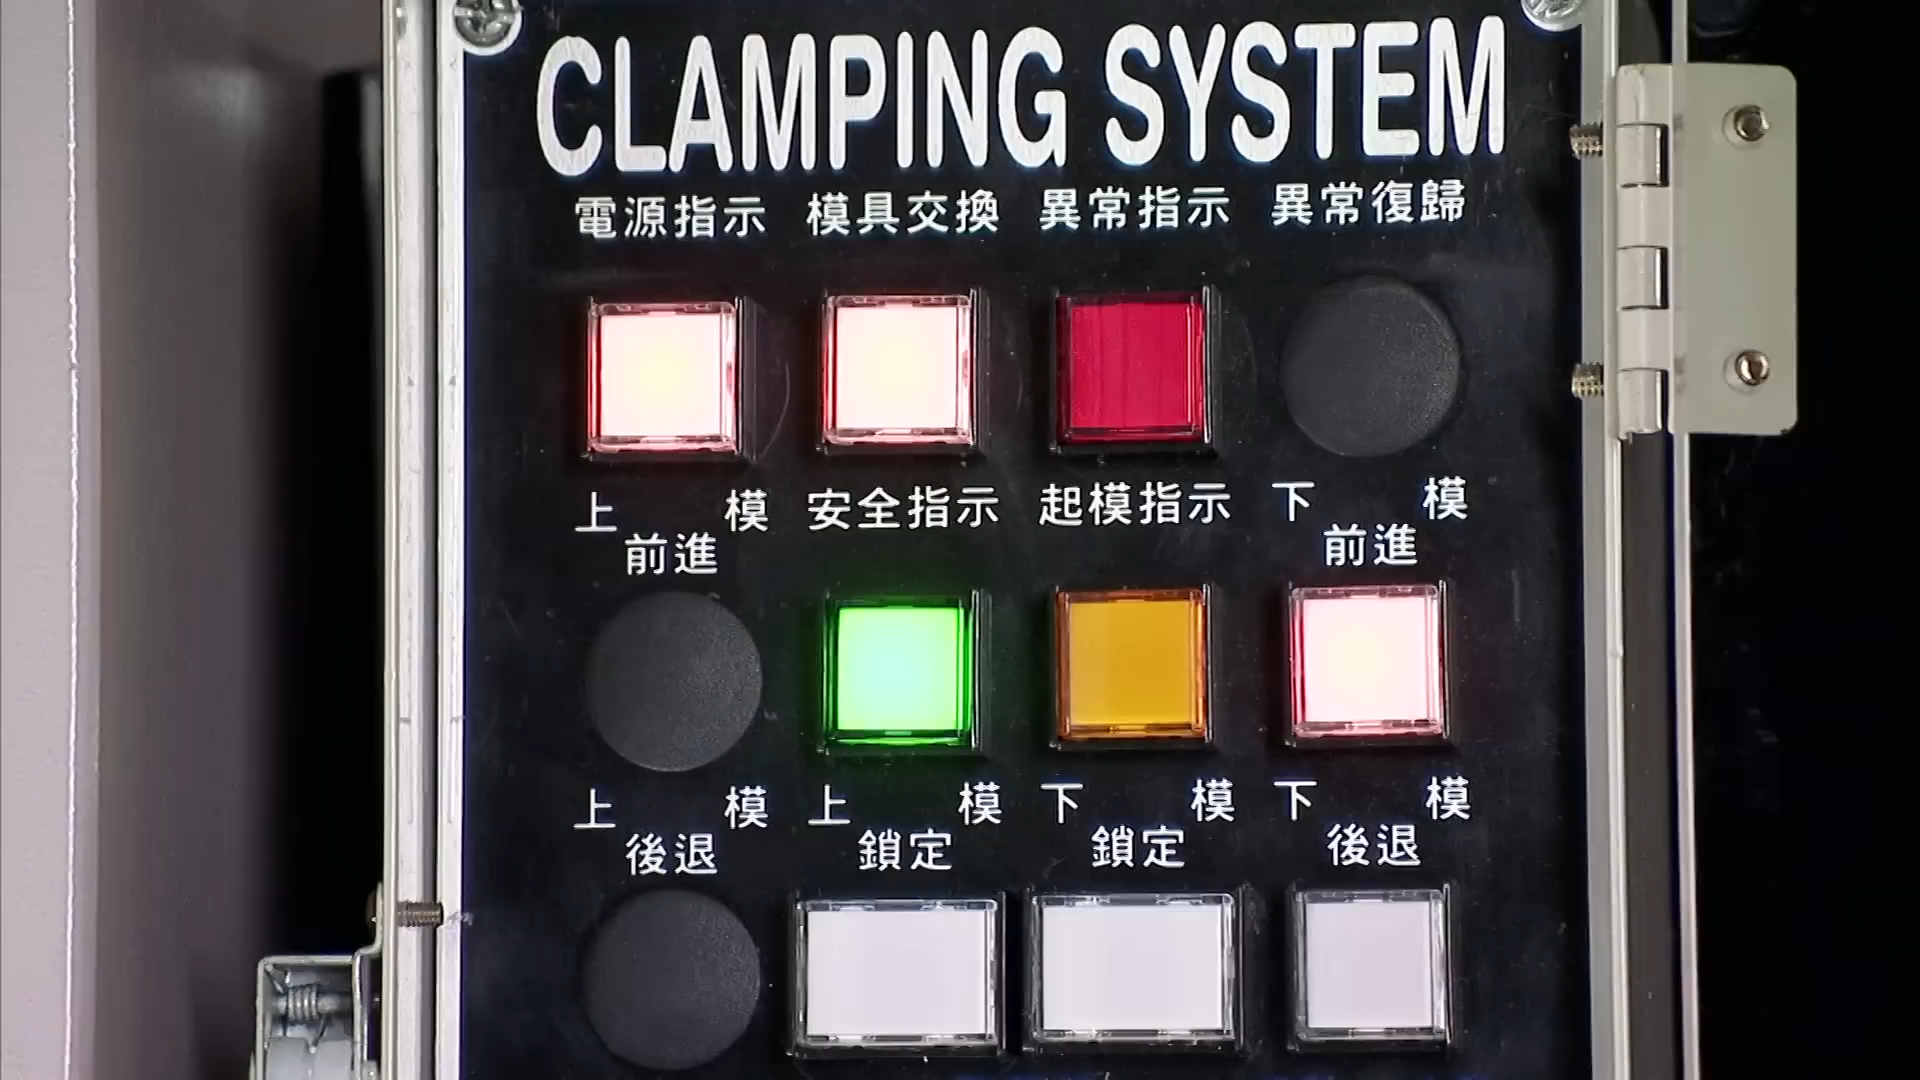 CLAMPING SYSTEM
電源指示 模具交換 異常指示 異常復歸
上 模 安全指示 起模指示 下 模
前進 前進
上 模 上 模 下 模 下 模
後退 鎖定 鎖定 後退